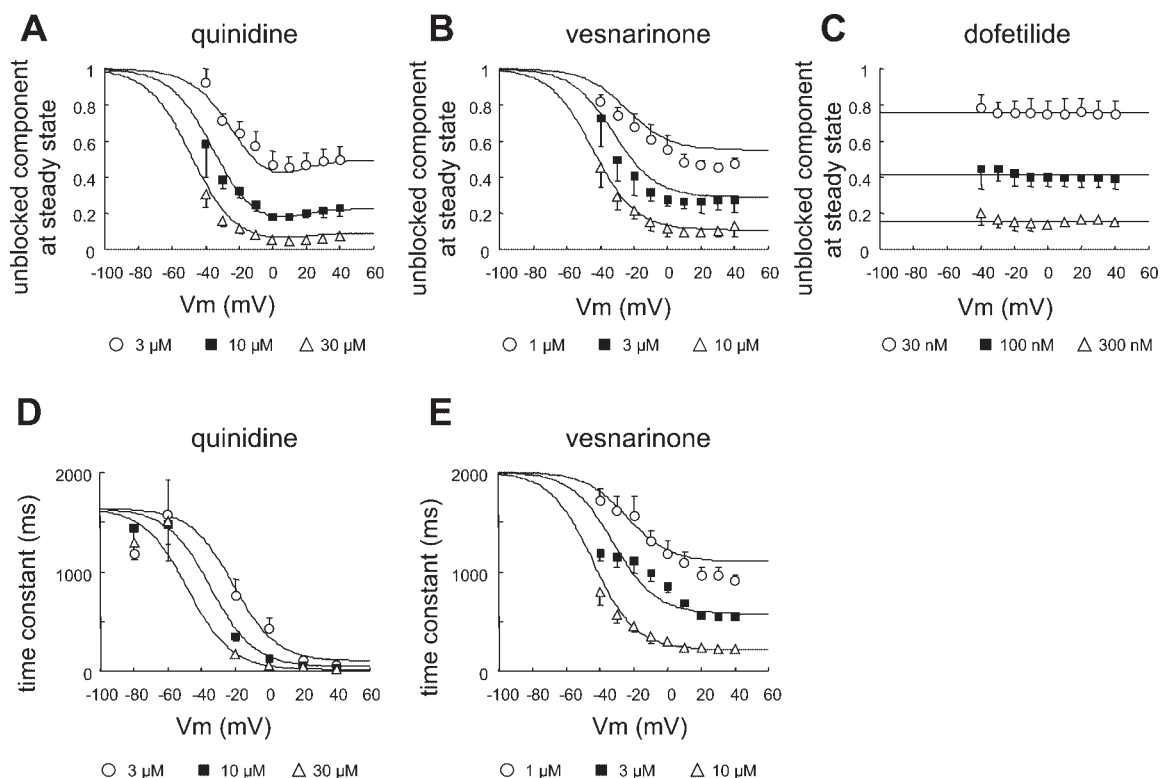 A
quinidine
unblocked component
at steady state
1
0.8
0.6
0.4
0.2
0
-100 -80 -60 -40 -20 0 20 40 60
Vm (mV)
3 µM 10 µM 30 µM
B
vesnarinone
unblocked component
at steady state
1
0.8
0.6
0.4
0.2
0
-100 -80 -60 -40 -20 0 20 40 60
Vm (mV)
1 µM 3 µM 10 µM
C
dofetilide
unblocked component
at steady state
1
0.8
0.6
0.4
0.2
0
-100 -80 -60 -40 -20 0 20 40 60
Vm (mV)
30 nM 100 nM 300 nM
D
quinidine
time constant (ms)
2000
1000
0
-100 -80 -60 -40 -20 0 20 40 60
Vm (mV)
3 µM 10 µM 30 µM
E
vesnarinone
time constant (ms)
2000
1000
0
-100 -80 -60 -40 -20 0 20 40 60
Vm (mV)
1 µM 3 µM 10 µM